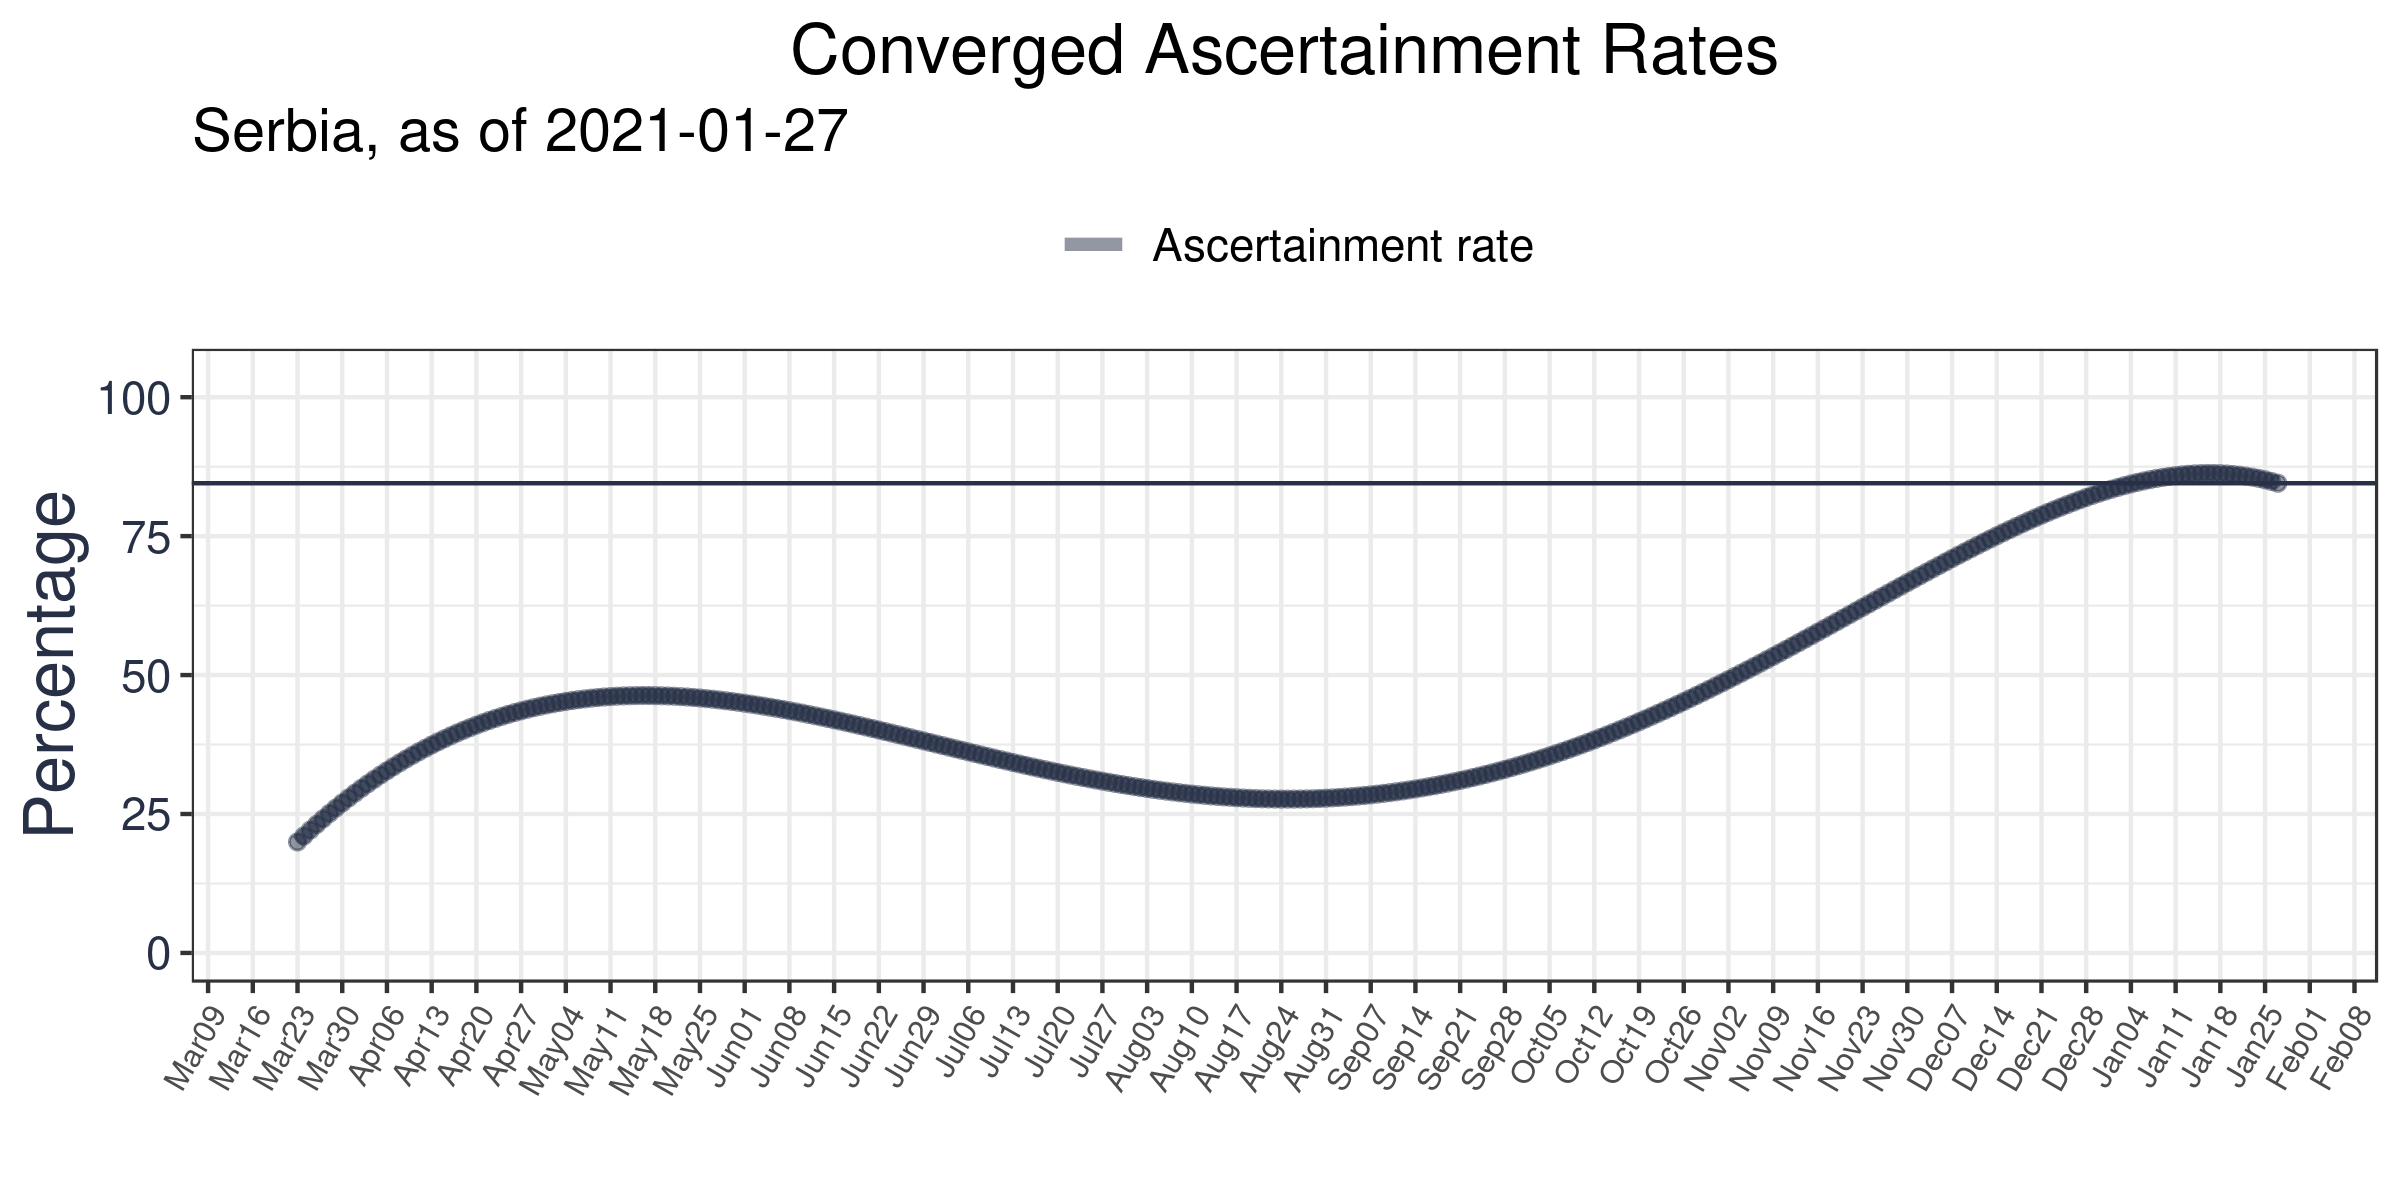 Converged Ascertainment Rates
Serbia, as of 2021-01-27
Ascertainment rate
Percentage
100
75
50
25
0
Mar09
Mar16
Mar23
Mar30
Apr06
Apr13
Apr20
Apr27
May04
May11
May18
May25
Jun01
Jun08
Jun15
Jun22
Jun29
Jul06
Jul13
Jul20
Jul27
Aug03
Aug10
Aug17
Aug24
Aug31
Sep07
Sep14
Sep21
Sep28
Oct05
Oct12
Oct19
Oct26
Nov02
Nov09
Nov16
Nov23
Nov30
Dec07
Dec14
Dec21
Dec28
Jan04
Jan11
Jan18
Jan25
Feb01
Feb08